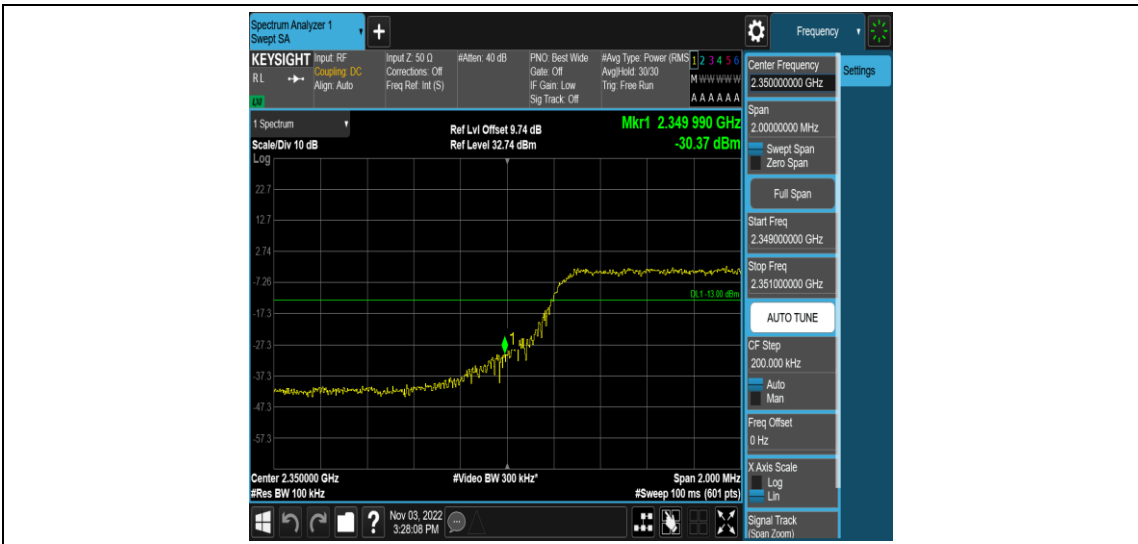 Spectrum Analyzer 1
Swept SA
+
Frequency
KEYSIGHT
RL
LXI
Input: RF
Coupling: DC
Align: Auto
Input Z: 50 Ω
Corrections: Off
Freq Ref: Int (S)
#Atten: 40 dB
PNO: Best Wide
Gate: Off
IF Gain: Low
Sig Track: Off
#Avg Type: Power (RMS
Avg|Hold: 30/30
Trig: Free Run
1 2 3 4 5 6
M W W W W W
A A A A A A
1 Spectrum
Scale/Div 10 dB
Log
Ref Lvl Offset 9.74 dB
Ref Level 32.74 dBm
Mkr1 2.349 990 GHz
-30.37 dBm
22.7
12.7
2.74
-7.26
-17.3
-27.3
-37.3
-47.3
-57.3
DL1 -13.00 dBm
1
Center 2.350000 GHz
#Res BW 100 kHz
#Video BW 300 kHz*
Span 2.000 MHz
#Sweep 100 ms (601 pts)
?
Nov 03, 2022
3:28:08 PM
Center Frequency
2.350000000 GHz
Settings
Span
2.00000000 MHz
Swept Span
Zero Span
Full Span
Start Freq
2.349000000 GHz
Stop Freq
2.351000000 GHz
AUTO TUNE
CF Step
200.000 kHz
Auto
Man
Freq Offset
0 Hz
X Axis Scale
Log
Lin
Signal Track
(Span Zoom)